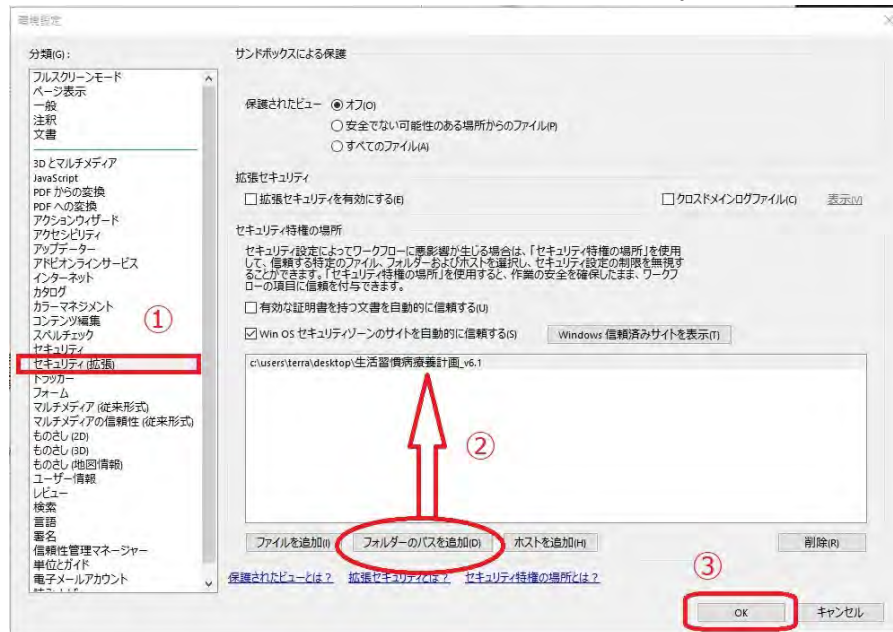 環境設定
分類(G):
フルスクリーンモード
ページ表示
一般
注釈
文書
3D とマルチメディア
JavaScript
PDF からの変換
PDF への変換
アクションウィザード
アクセシビリティ
アップデーター
アドビオンラインサービス
インターネット
カタログ
カラーマネジメント
コンテンツ編集
スペルチェック
セキュリティ
セキュリティ (拡張)
トラッカー
フォーム
マルチメディア (従来形式)
マルチメディアの信頼性 (従来形式)
ものさし (2D)
ものさし (3D)
ものさし (地図情報)
ユーザー情報
レビュー
検索
言語
署名
信頼性管理マネージャー
単位とガイド
電子メールアカウント
①
サンドボックスによる保護
保護されたビュー オフ(O)
安全でない可能性のある場所からのファイル(P)
すべてのファイル(A)
拡張セキュリティ
拡張セキュリティを有効にする(E) クロスドメインログファイル(C) 表示(V)
セキュリティ特権の場所
セキュリティ設定によってワークフローに悪影響が生じる場合は、「セキュリティ特権の場所」を使用
して、信頼する特定のファイル、フォルダーおよびホストを選択し、セキュリティ設定の制限を無視す
ることができます。「セキュリティ特権の場所」を使用すると、作業の安全を確保したまま、ワークフ
ローの項目に信頼を付与できます。
有効な証明書を持つ文書を自動的に信頼する(U)
Win OS セキュリティゾーンのサイトを自動的に信頼する(S) Windows 信頼済みサイトを表示(T)
c:\users\terra\desktop\生活習慣病療養計画_v6.1
②
ファイルを追加(I) フォルダーのパスを追加(D) ホストを追加(H) 削除(R)
保護されたビューとは? 拡張セキュリティとは? セキュリティ特権の場所とは?
③
OK キャンセル